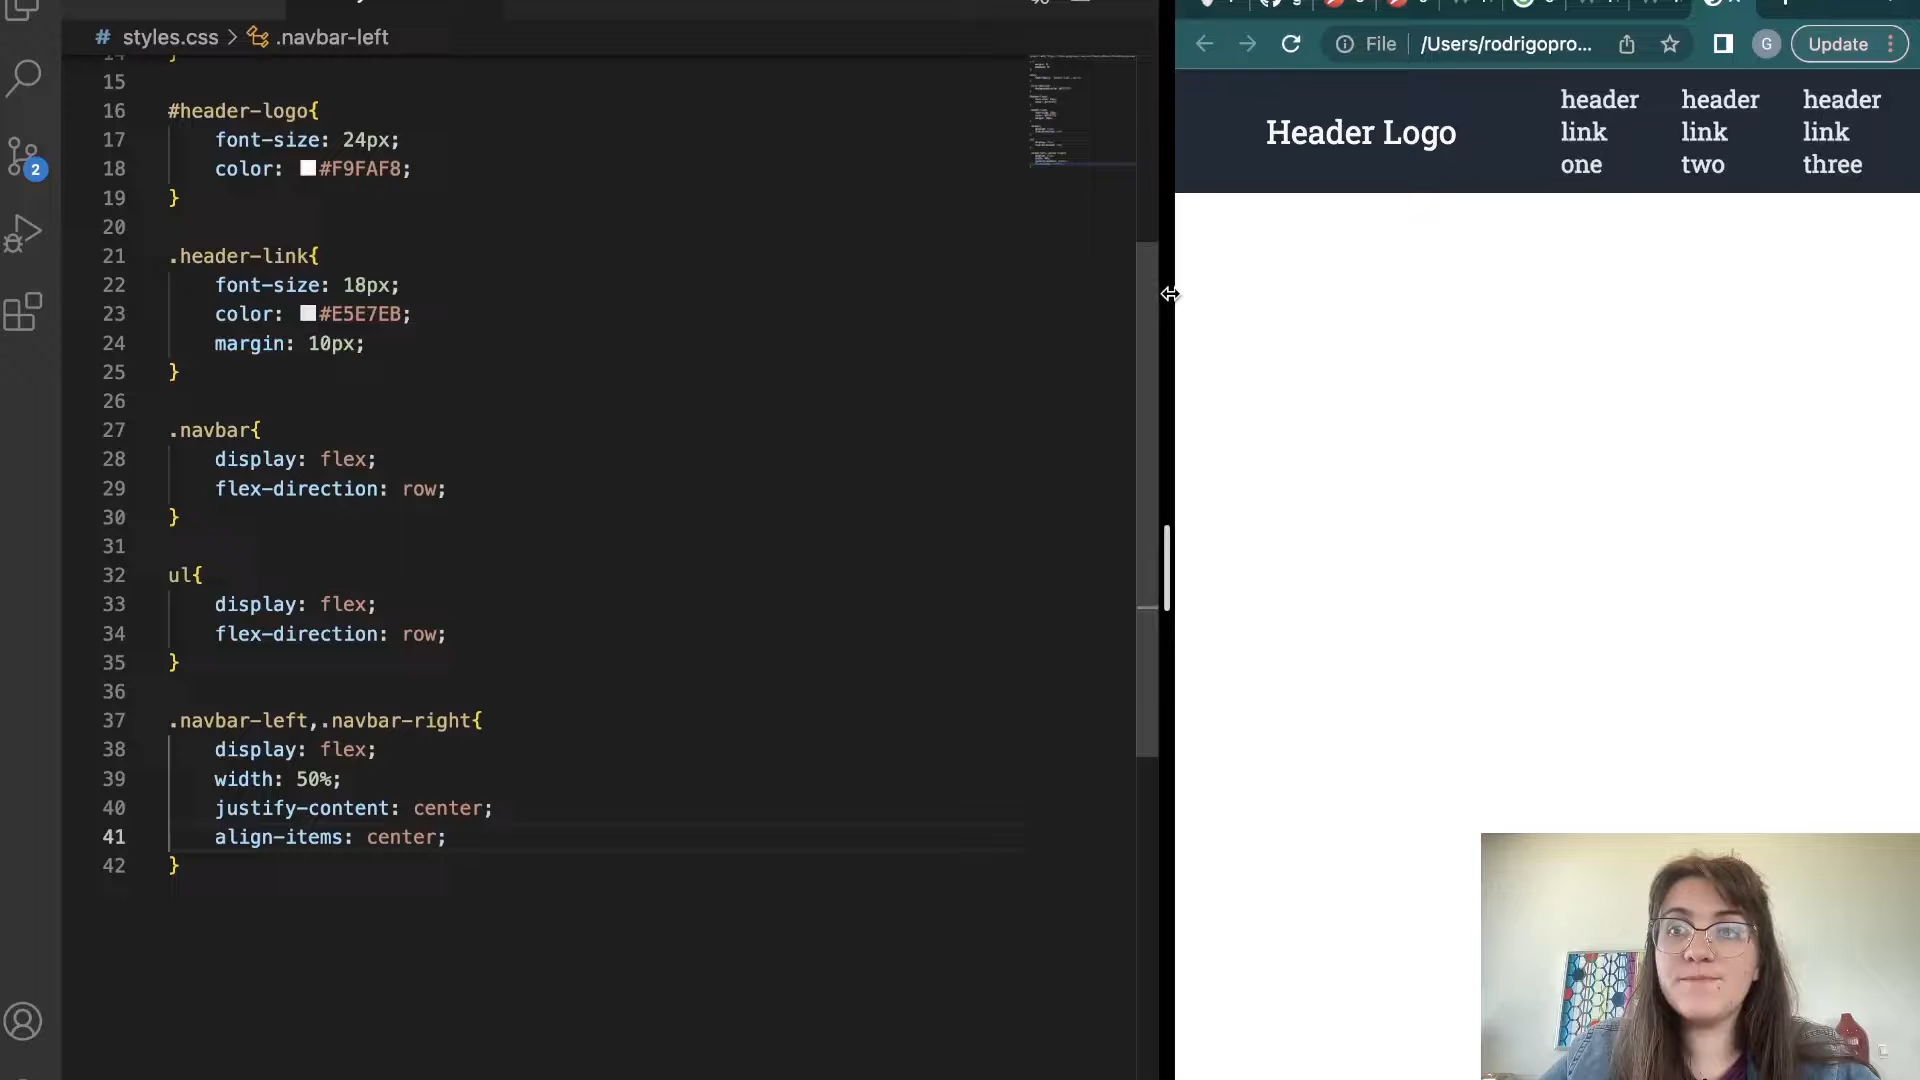 # styles.css > .navbar-left
14 }
15
16 #header-logo{
17 font-size: 24px;
18 color: #F9FAF8;
19 }
20
21 .header-link{
22 font-size: 18px;
23 color: #E5E7EB;
24 margin: 10px;
25 }
26
27 .navbar{
28 display: flex;
29 flex-direction: row;
30 }
31
32 ul{
33 display: flex;
34 flex-direction: row;
35 }
36
37 .navbar-left,.navbar-right{
38 display: flex;
39 width: 50%;
40 justify-content: center;
41 align-items: center;
42 }
2
File /Users/rodrigopro... G Update
Header Logo
header link one
header link two
header link three